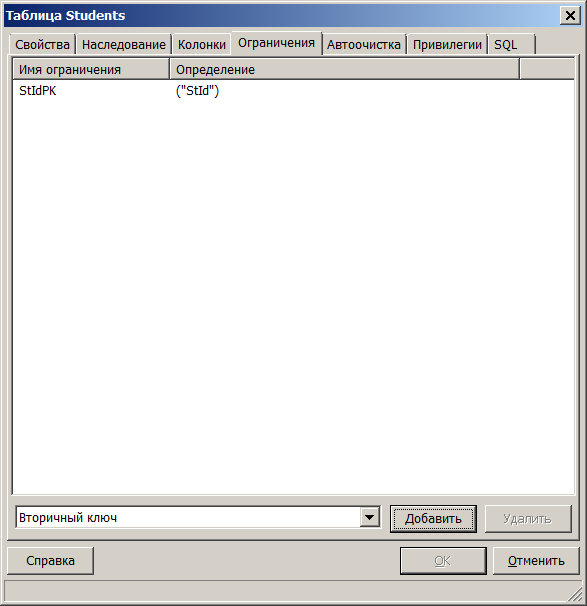 Таблица Students
Свойства Наследование Колонки Ограничения Автоочистка Привилегии SQL
Имя ограничения Определение
StIdPK ("StId")
Вторичный ключ Добавить Удалить
Справка OK Отменить